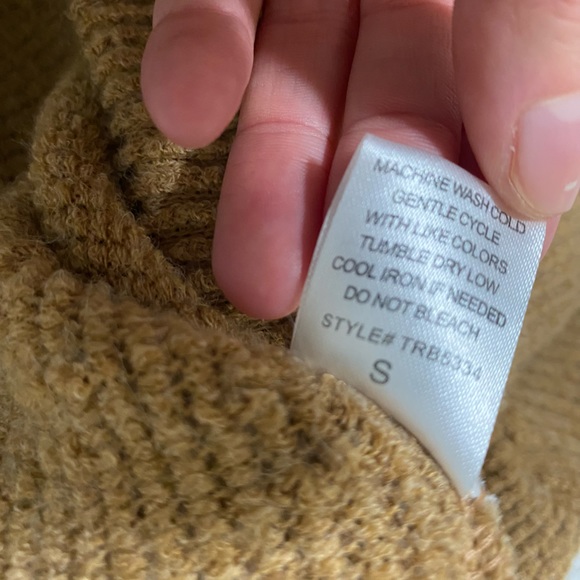 MACHINE WASH COLD
GENTLE CYCLE
WITH LIKE COLORS
TUMBLE DRY LOW
COOL IRON IF NEEDED
DO NOT BLEACH
STYLE# TRB5334
S